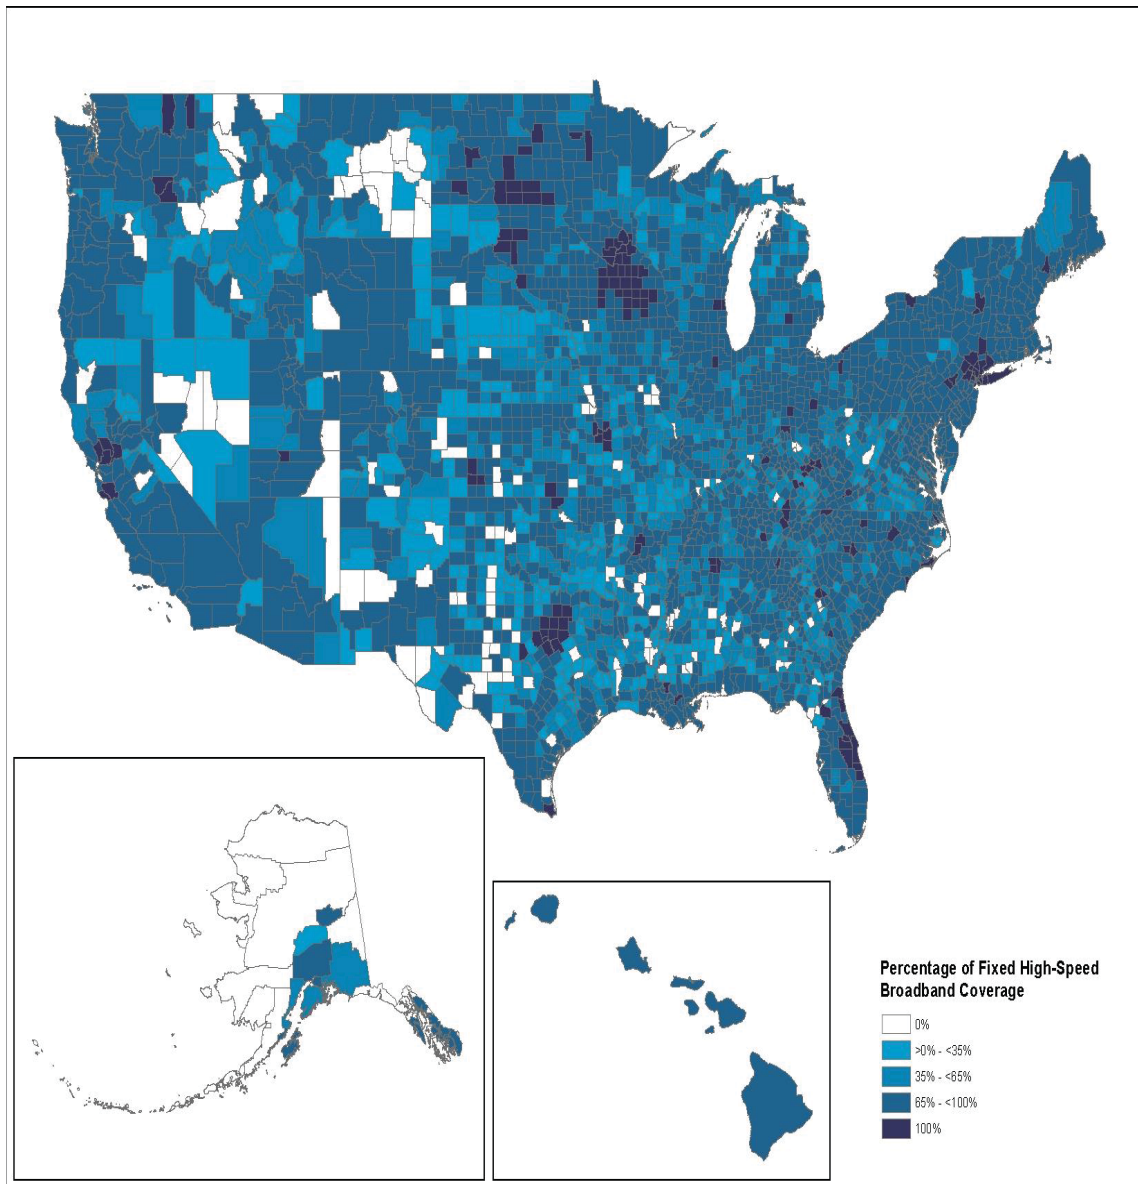 Percentage of Fixed High-Speed
Broadband Coverage
0%
>0% - <35%
35% - <65%
65% - <100%
100%